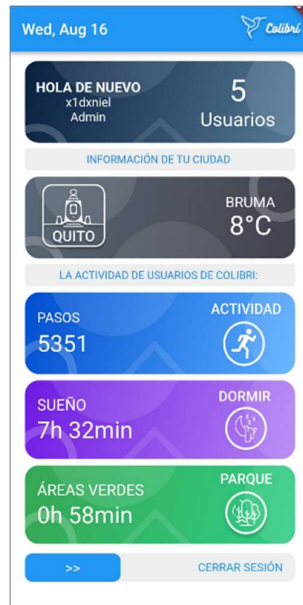 Wed, Aug 16
Colibrí
HOLA DE NUEVO
x1dxniel
Admin
5
Usuarios
INFORMACIÓN DE TU CIUDAD
QUITO
BRUMA
8°C
LA ACTIVIDAD DE USUARIOS DE COLIBRI:
PASOS
5351
ACTIVIDAD
SUEÑO
7h 32min
DORMIR
ÁREAS VERDES
0h 58min
PARQUE
>>
CERRAR SESIÓN